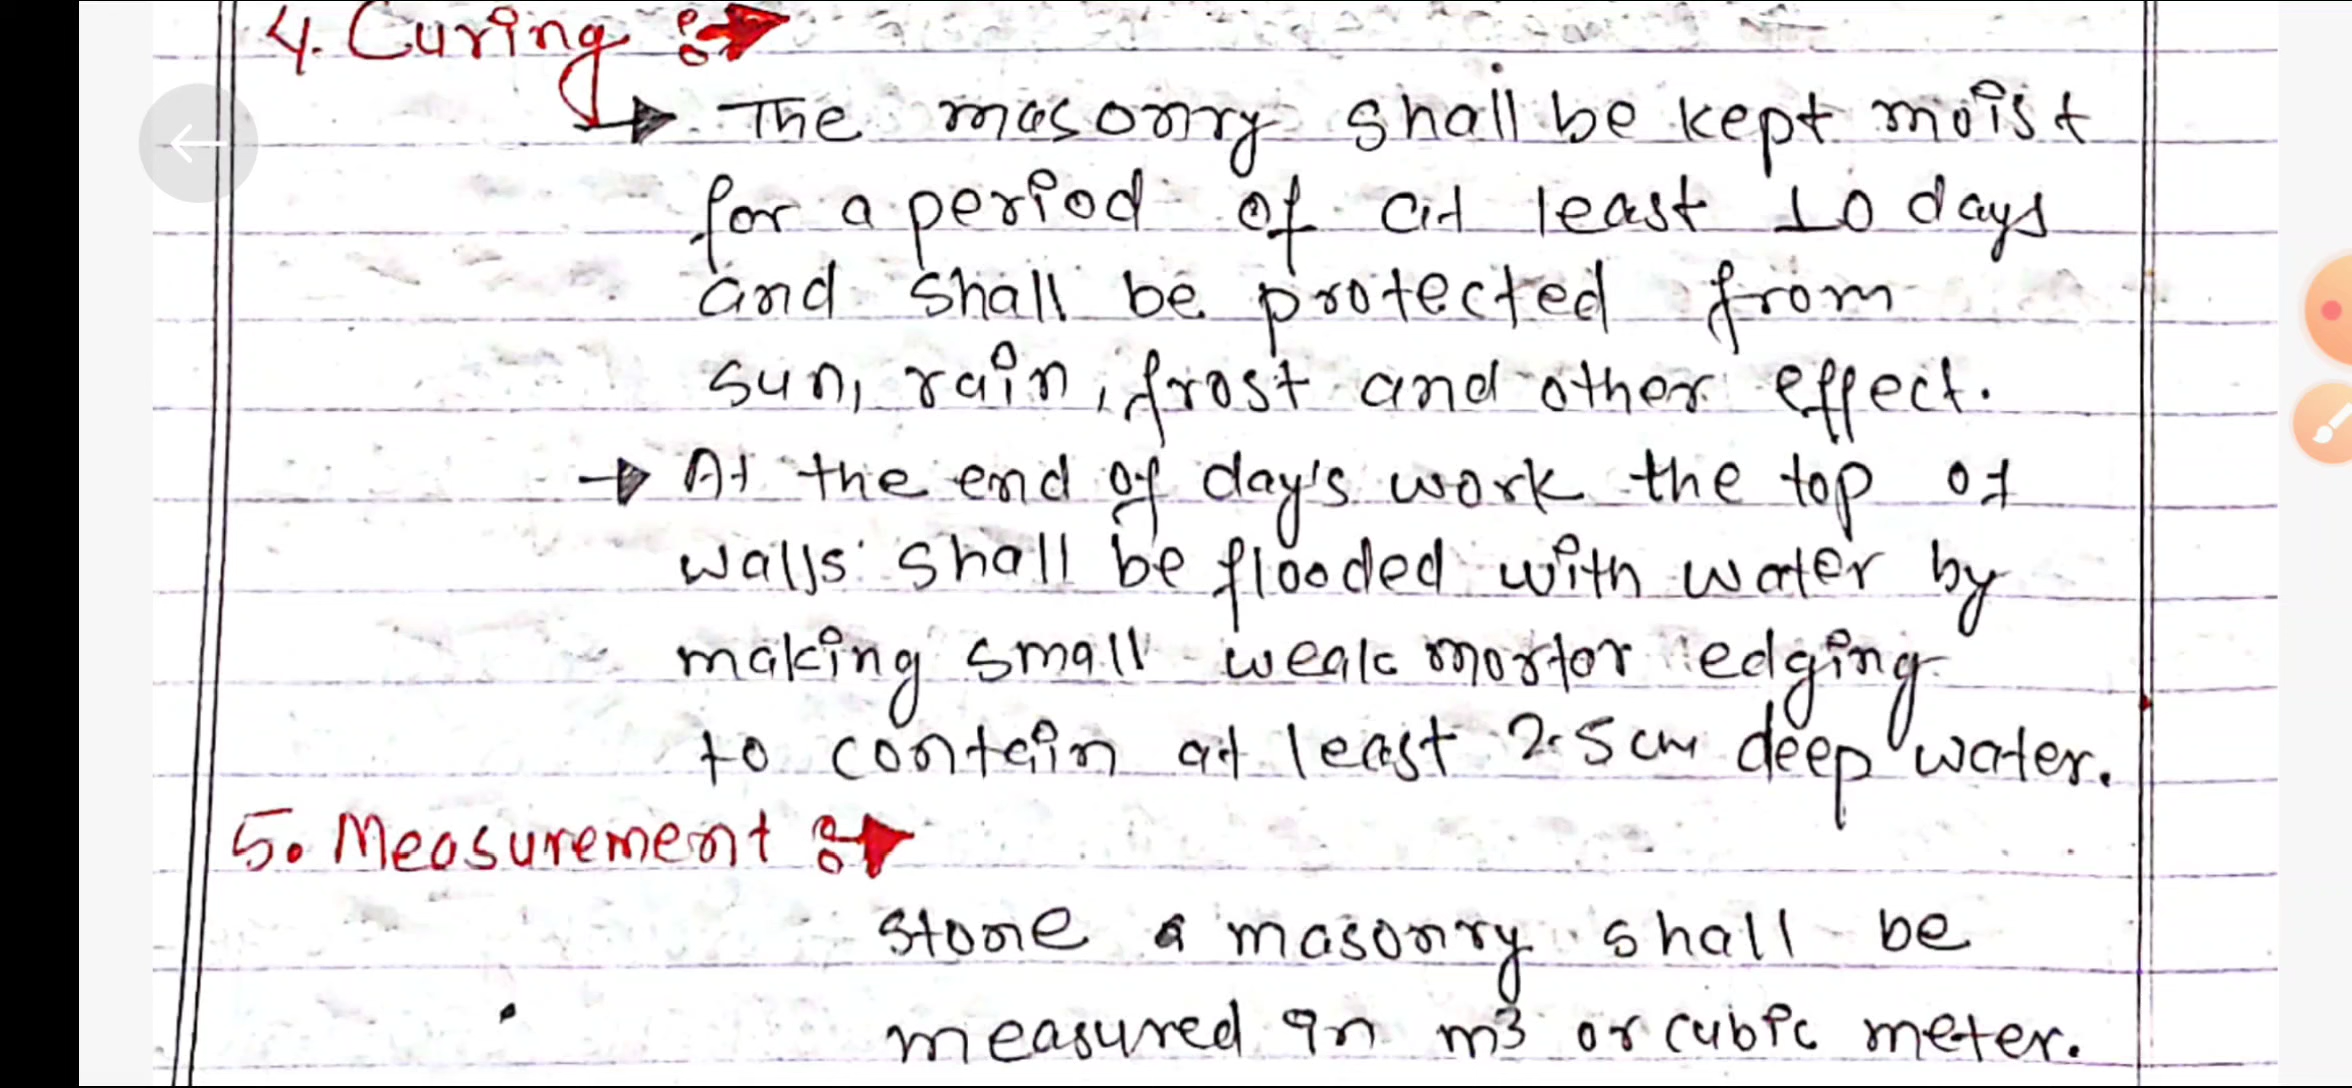 4. Curing :→
→ The masonry shall be kept moist
for a period of at least 10 days
and shall be protected from
sun, rain, frost and other effect.
→ At the end of day's work the top of
walls shall be flooded with water by
making small weak mortor edging
to contain at least 2.5 cm deep water.
5. Measurement :→
Stone masonry shall be
measured in m3 or cubic meter.